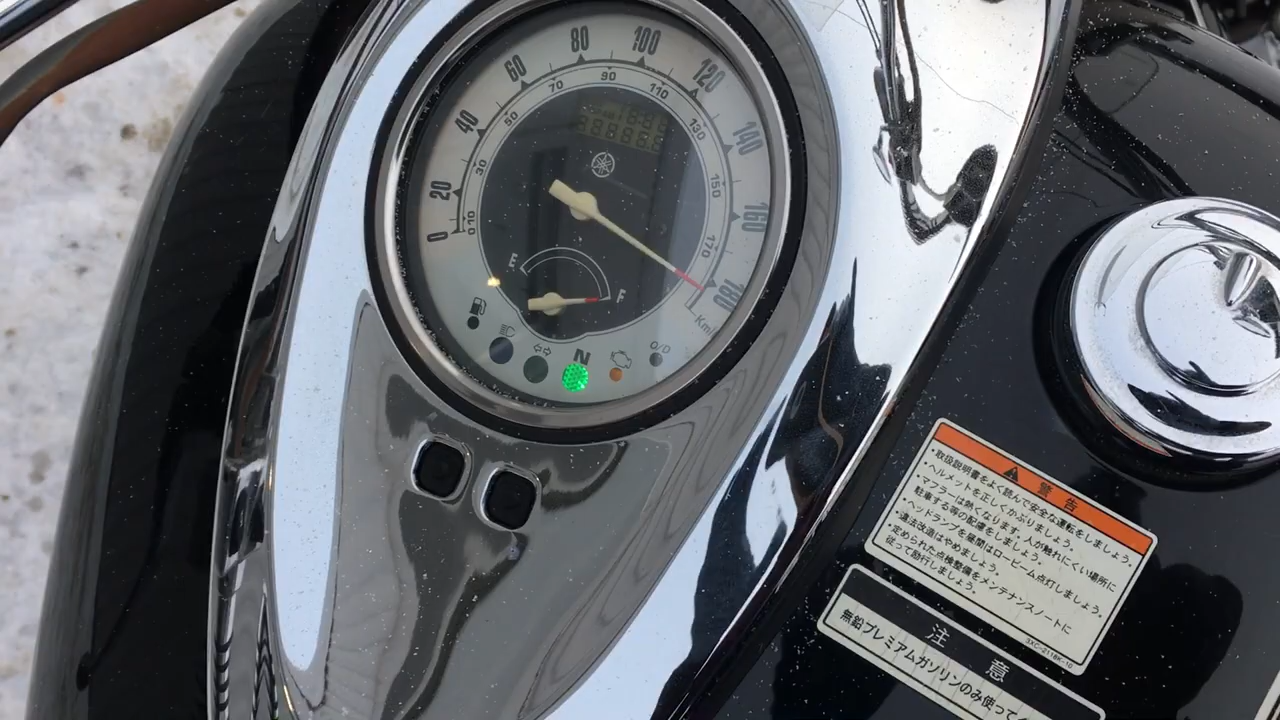 0
20
40
60
80
100
120
140
160
180
0
10
30
50
70
90
110
130
150
170
Km/
E
F
N
O/D
警告
・取扱説明書をよく読んで安全な運転をしましょう。
・ヘルメットを正しくかぶりましょう。
・マフラーは熱くなります。人が触れにくい場所に
駐車する等の配慮をしましょう。
・ヘッドランプを昼間はロービーム点灯しましょう。
・違法改造はやめましょう。
・定められた点検整備をメンテナンスノートに
従って励行しましょう。
3XC-2118K-10
注意
無鉛プレミアムガソリンのみ使って